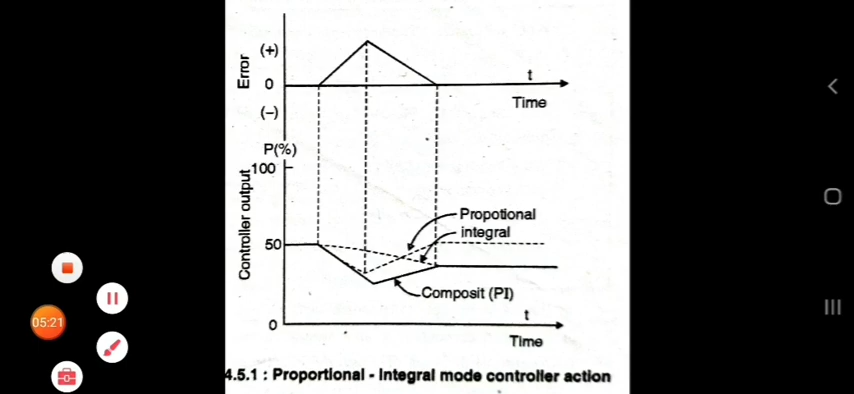 (+)
Error
0
t
Time
(–)
P(%)
100
Controller output
Propotional
integral
50
Composit (PI)
t
0
Time
4.5.1 : Proportional - Integral mode controller action
05:21